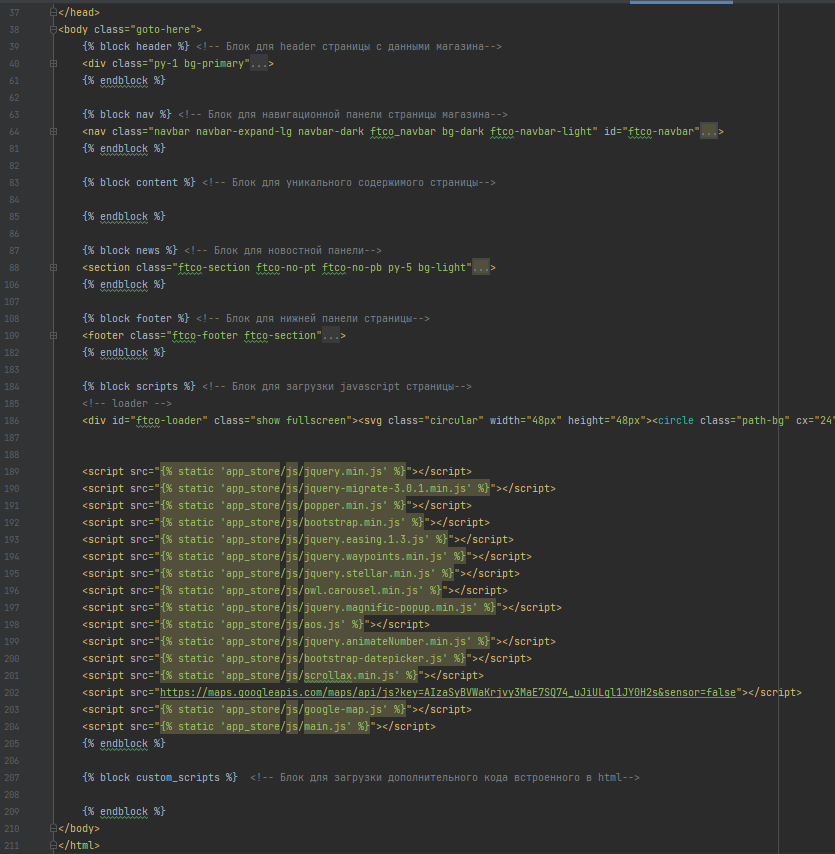 37 </head>
38 <body class="goto-here">
39 {% block header %} <!-- Блок для header страницы с данными магазина-->
40 <div class="py-1 bg-primary"...>
61 {% endblock %}
62
63 {% block nav %} <!-- Блок для навигационной панели страницы магазина-->
64 <nav class="navbar navbar-expand-lg navbar-dark ftco_navbar bg-dark ftco-navbar-light" id="ftco-navbar"...>
81 {% endblock %}
82
83 {% block content %} <!-- Блок для уникального содержимого страницы-->
84
85 {% endblock %}
86
87 {% block news %} <!-- Блок для новостной панели-->
88 <section class="ftco-section ftco-no-pt ftco-no-pb py-5 bg-light"...>
106 {% endblock %}
107
108 {% block footer %} <!-- Блок для нижней панели страницы-->
109 <footer class="ftco-footer ftco-section"...>
182 {% endblock %}
183
184 {% block scripts %} <!-- Блок для загрузки javascript страницы-->
185 <!-- loader -->
186 <div id="ftco-loader" class="show fullscreen"><svg class="circular" width="48px" height="48px"><circle class="path-bg" cx="24"
187
188
189 <script src="{% static 'app_store/js/jquery.min.js' %}"></script>
190 <script src="{% static 'app_store/js/jquery-migrate-3.0.1.min.js' %}"></script>
191 <script src="{% static 'app_store/js/popper.min.js' %}"></script>
192 <script src="{% static 'app_store/js/bootstrap.min.js' %}"></script>
193 <script src="{% static 'app_store/js/jquery.easing.1.3.js' %}"></script>
194 <script src="{% static 'app_store/js/jquery.waypoints.min.js' %}"></script>
195 <script src="{% static 'app_store/js/jquery.stellar.min.js' %}"></script>
196 <script src="{% static 'app_store/js/owl.carousel.min.js' %}"></script>
197 <script src="{% static 'app_store/js/jquery.magnific-popup.min.js' %}"></script>
198 <script src="{% static 'app_store/js/aos.js' %}"></script>
199 <script src="{% static 'app_store/js/jquery.animateNumber.min.js' %}"></script>
200 <script src="{% static 'app_store/js/bootstrap-datepicker.js' %}"></script>
201 <script src="{% static 'app_store/js/scrollax.min.js' %}"></script>
202 <script src="https://maps.googleapis.com/maps/api/js?key=AIzaSyBVWaKrjvy3MaE7SQ74_uJiULgl1JY0H2s&sensor=false"></script>
203 <script src="{% static 'app_store/js/google-map.js' %}"></script>
204 <script src="{% static 'app_store/js/main.js' %}"></script>
205 {% endblock %}
206
207 {% block custom_scripts %} <!-- Блок для загрузки дополнительного кода встроенного в html-->
208
209 {% endblock %}
210 </body>
211 </html>